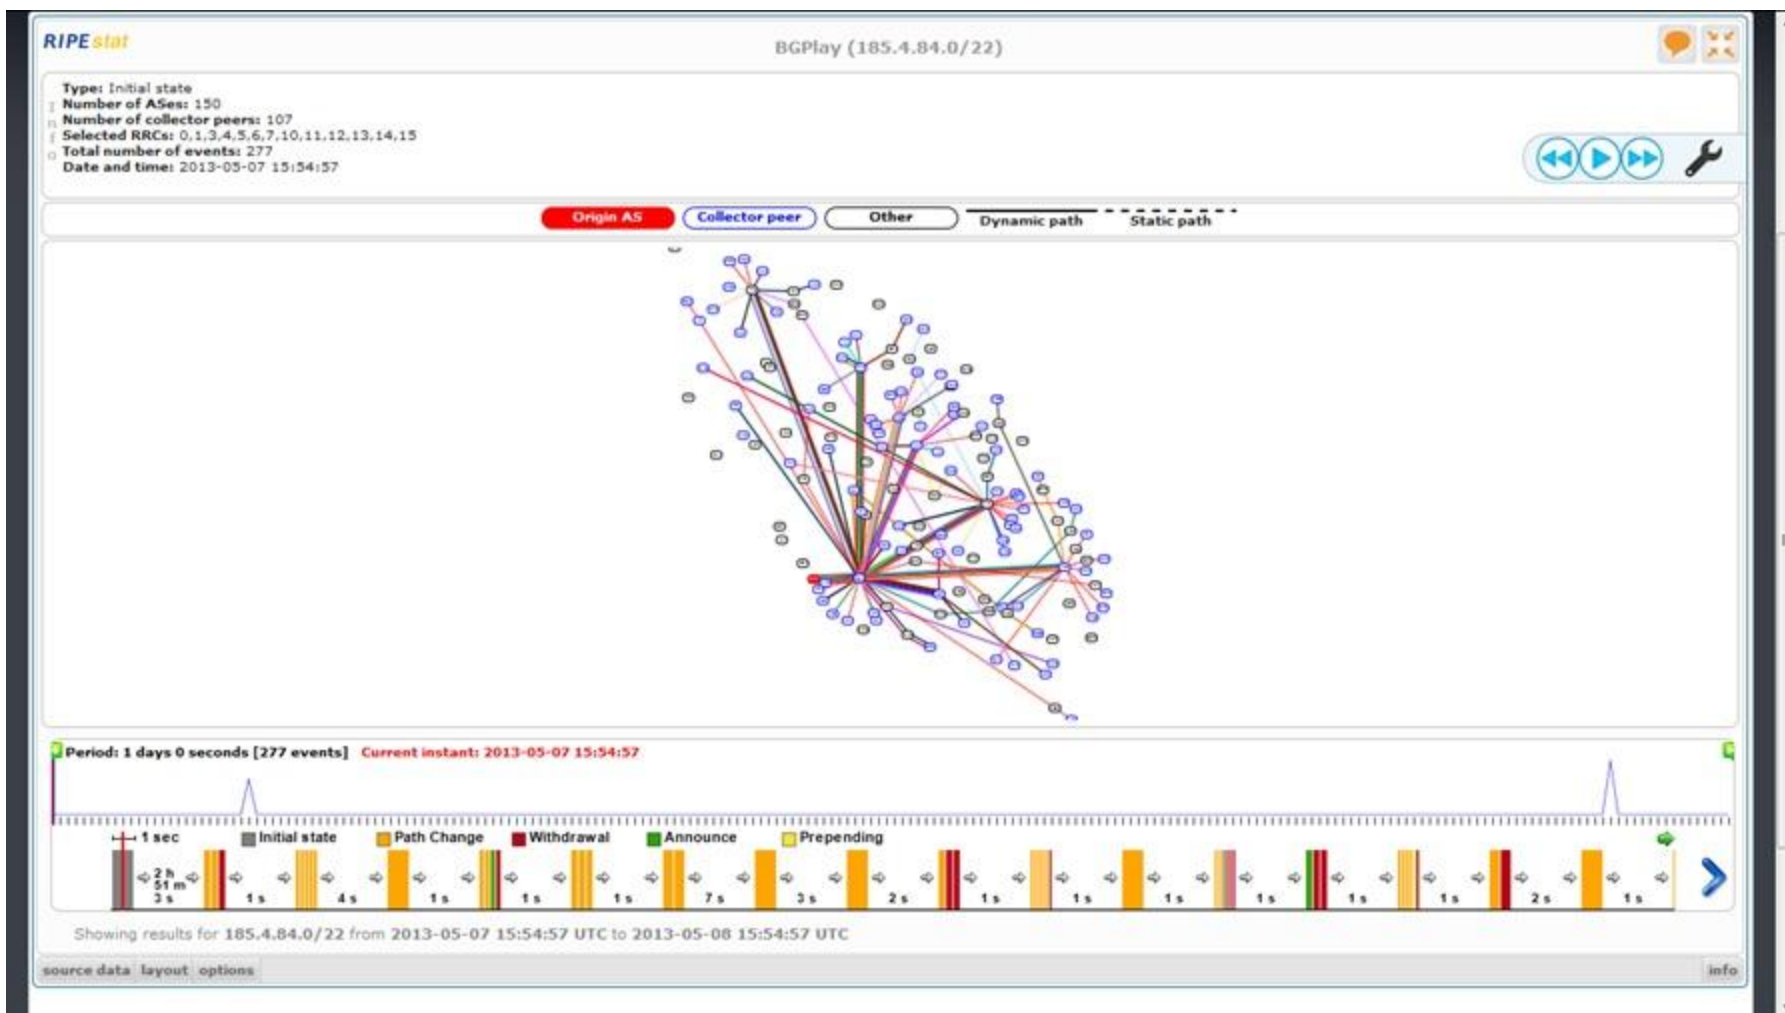 RIPEstat
BGPlay (185.4.84.0/22)
Type: Initial state
Number of ASes: 150
Number of collector peers: 107
Selected RRCs: 0,1,3,4,5,6,7,10,11,12,13,14,15
Total number of events: 277
Date and time: 2013-05-07 15:54:57
Info
Origin AS Collector peer Other Dynamic path Static path
Period: 1 days 0 seconds [277 events] Current instant: 2013-05-07 15:54:57
1 sec Initial state Path Change Withdrawal Announce Prepending
2 h
51 m
3 s 1 s 4 s 1 s 1 s 1 s 7 s 3 s 2 s 1 s 1 s 1 s 1 s 1 s 1 s 2 s 1 s
Showing results for 185.4.84.0/22 from 2013-05-07 15:54:57 UTC to 2013-05-08 15:54:57 UTC
source data layout options info